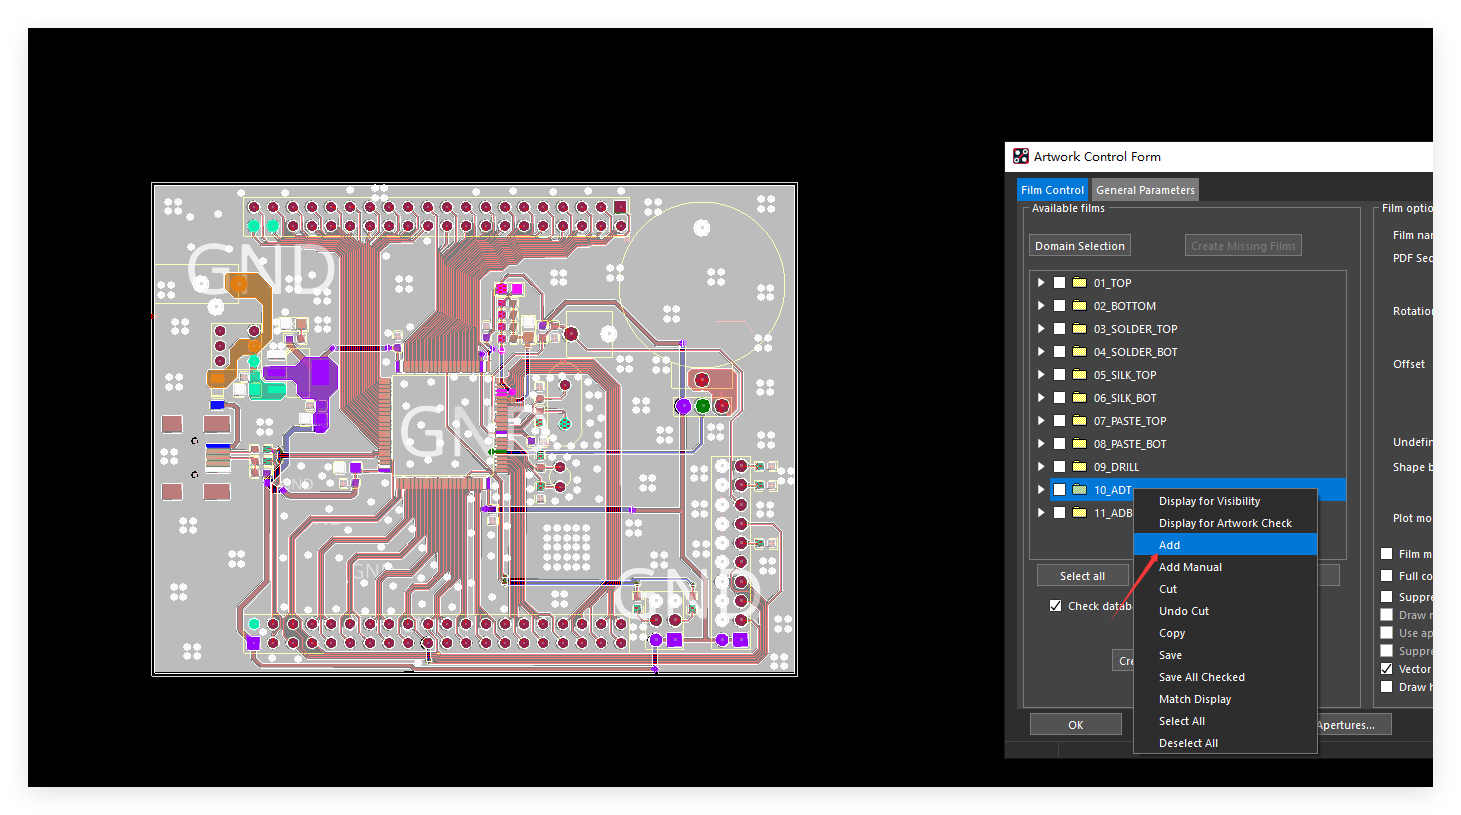 GND
GND
GND
GND
GND
Artwork Control Form
Film Control
General Parameters
Available films
Domain Selection
Create Missing Films
01_TOP
02_BOTTOM
03_SOLDER_TOP
04_SOLDER_BOT
05_SILK_TOP
06_SILK_BOT
07_PASTE_TOP
08_PASTE_BOT
09_DRILL
10_ADT
11_ADB
Select all
Check datab
Cre
OK
Apertures...
Display for Visibility
Display for Artwork Check
Add
Add Manual
Cut
Undo Cut
Copy
Save
Save All Checked
Match Display
Select All
Deselect All
Film optio
Film nam
PDF Seq
Rotation
Offset
Undefin
Shape b
Plot mo
Film m
Full co
Suppre
Draw m
Use ap
Suppre
Vector
Draw h